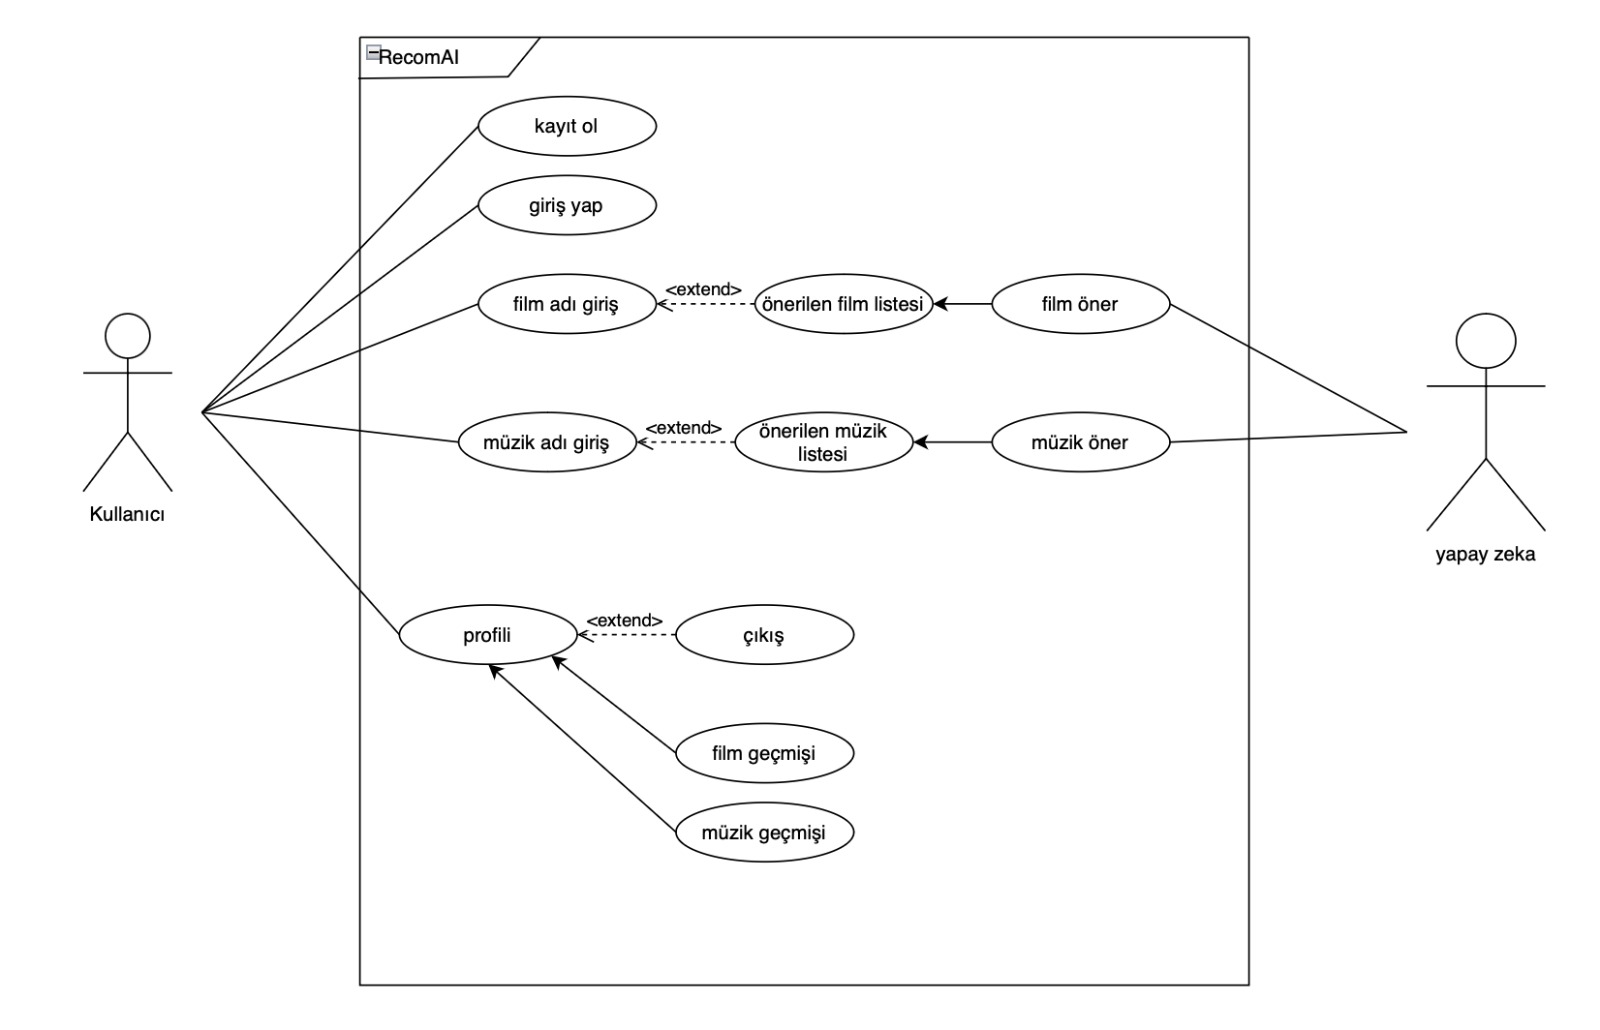 RecomAI
kayıt ol
giriş yap
film adı giriş
<extend>
önerilen film listesi
film öner
müzik adı giriş
<extend>
önerilen müzik
listesi
müzik öner
Kullanıcı
yapay zeka
profili
<extend>
çıkış
film geçmişi
müzik geçmişi